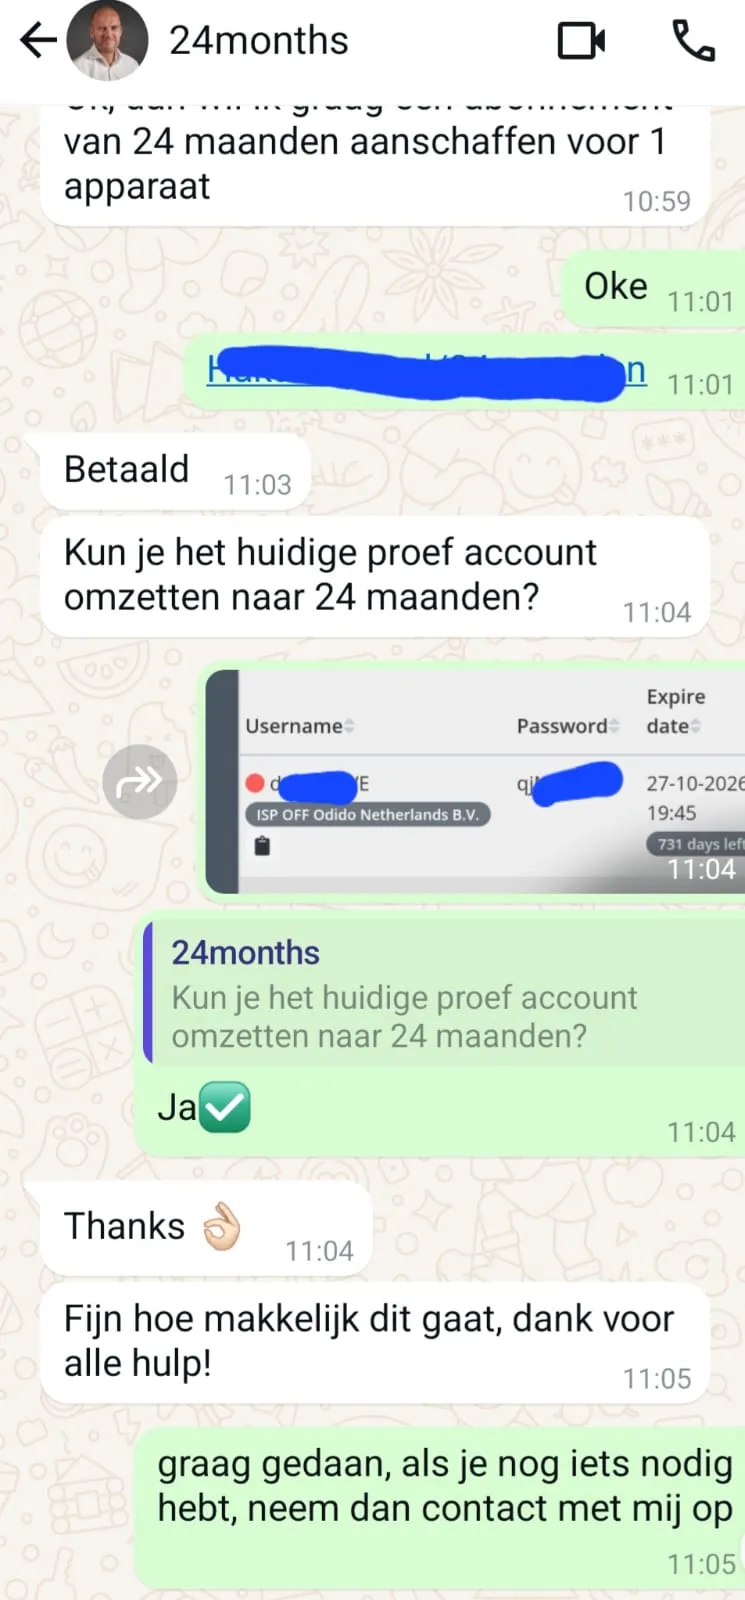 24months
van 24 maanden aanschaffen voor 1
apparaat
10:59
Oke 11:01
11:01
Betaald 11:03
Kun je het huidige proef account
omzetten naar 24 maanden?
11:04
Username Password Expire date
27-10-2026
19:45
ISP OFF Odido Netherlands B.V.
731 days left
11:04
24months
Kun je het huidige proef account
omzetten naar 24 maanden?
Ja✅
11:04
Thanks 👌🏻
11:04
Fijn hoe makkelijk dit gaat, dank voor
alle hulp!
11:05
graag gedaan, als je nog iets nodig
hebt, neem dan contact met mij op
11:05